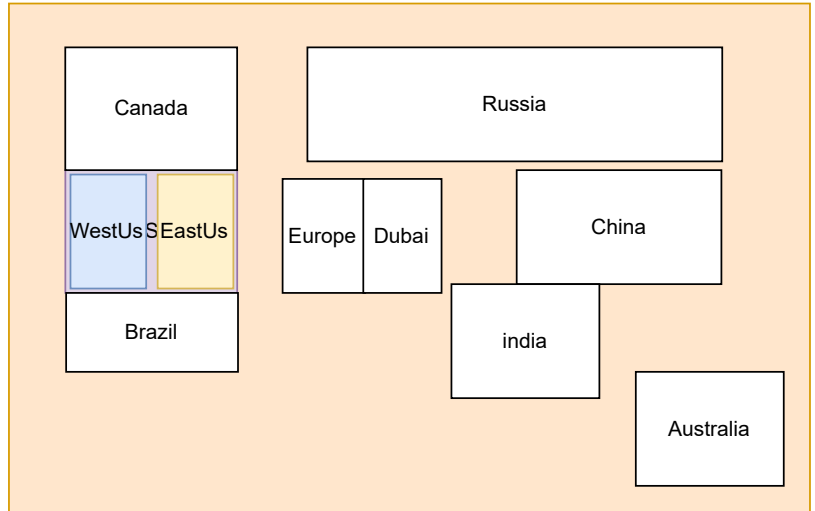 Canada
Russia
WestUs
S
EastUs
Europe
Dubai
China
Brazil
india
Australia